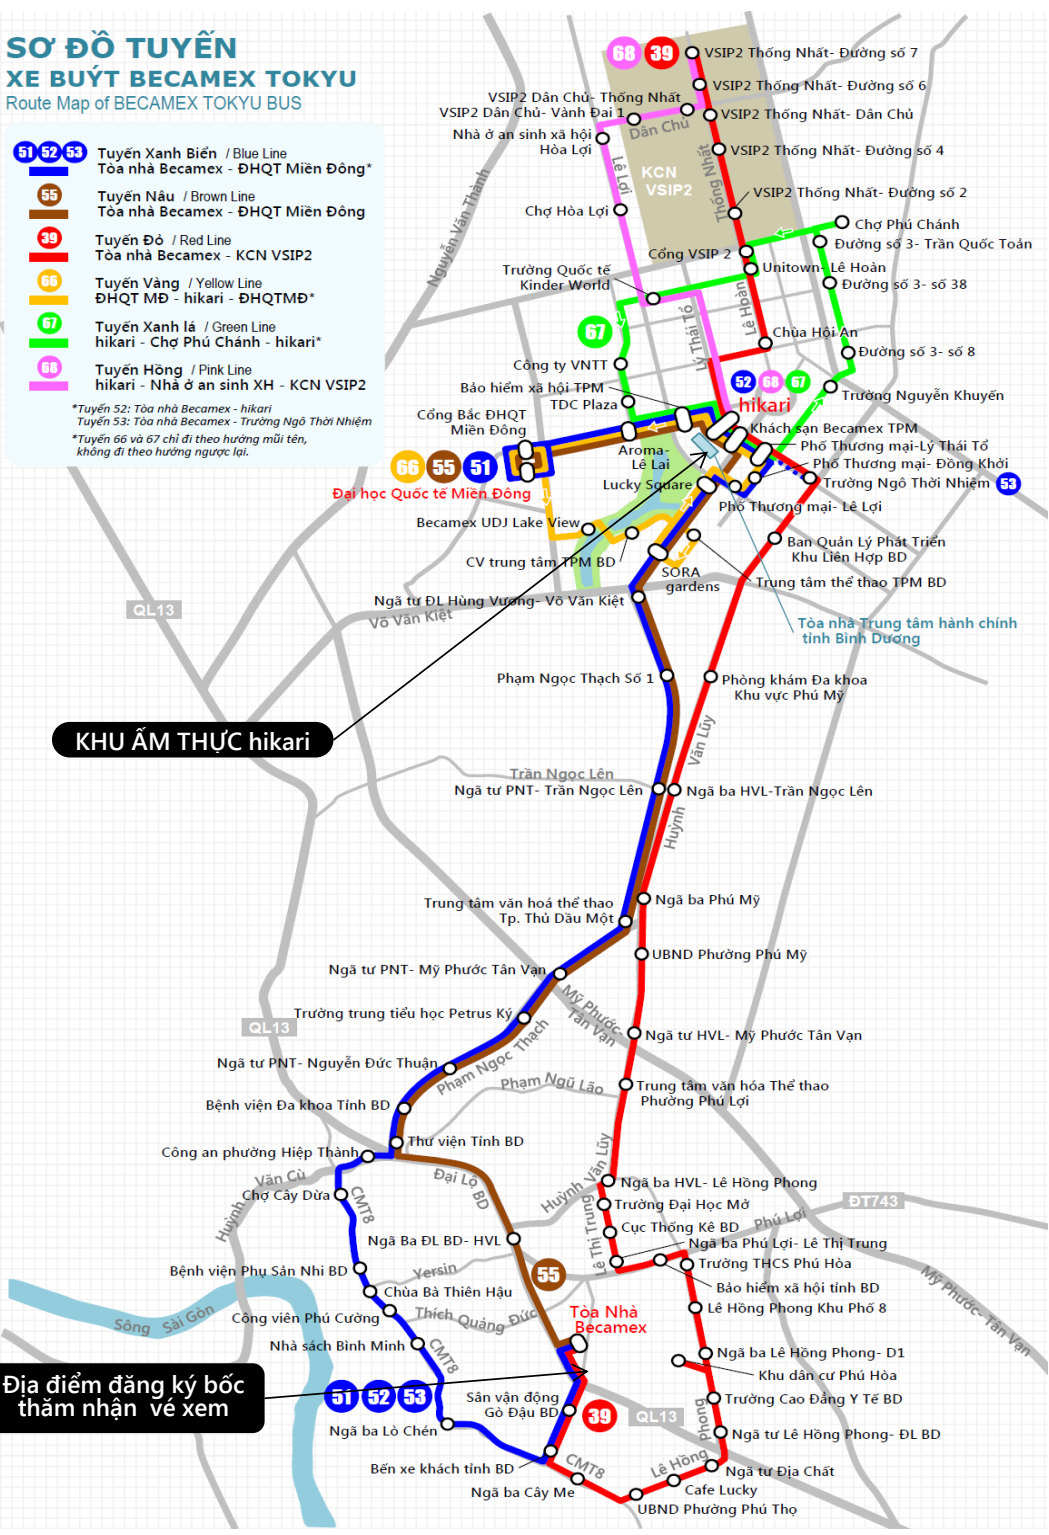 SƠ ĐỒ TUYẾN
XE BUÝT BECAMEX TOKYU
Route Map of BECAMEX TOKYU BUS
51 52 53
Tuyến Xanh Biển / Blue Line
Tòa nhà Becamex - ĐHQT Miền Đông*
55
Tuyến Nâu / Brown Line
Tòa nhà Becamex - ĐHQT Miền Đông
39
Tuyến Đỏ / Red Line
Tòa nhà Becamex - KCN VSIP2
66
Tuyến Vàng / Yellow Line
ĐHQT MĐ - hikari - ĐHQTMĐ*
67
Tuyến Xanh lá / Green Line
hikari - Chợ Phú Chánh - hikari*
68
Tuyến Hồng / Pink Line
hikari - Nhà ở an sinh XH - KCN VSIP2
*Tuyến 52: Tòa nhà Becamex - hikari
Tuyến 53: Tòa nhà Becamex - Trường Ngô Thời Nhiệm
*Tuyến 66 và 67 chỉ đi theo hướng mũi tên,
không đi theo hướng ngược lại.
68 39
VSIP2 Thống Nhất- Đường số 7
VSIP2 Thống Nhất- Đường số 6
VSIP2 Dân Chủ- Thống Nhất
VSIP2 Dân Chủ- Vành Đai 1
VSIP2 Thống Nhất- Dân Chủ
Dân Chủ
Nhà ở an sinh xã hội
Hòa Lợi
VSIP2 Thống Nhất- Đường số 4
KCN
VSIP2
Lê Lợi
Thống Nhất
Nguyễn Văn Thành
VSIP2 Thống Nhất- Đường số 2
Chợ Hòa Lợi
Chợ Phú Chánh
Đường số 3- Trần Quốc Toản
Cổng VSIP 2
Trường Quốc tế
Kinder World
Unitown- Lê Hoàn
Đường số 3- số 38
Lê Hoàn
Lý Thái Tổ
67
Chùa Hội An
Đường số 3- số 8
Công ty VNTT
Bảo hiểm xã hội TPM
TDC Plaza
52 68 67
hikari
Trường Nguyễn Khuyến
Cổng Bắc ĐHQT
Miền Đông
Khách sạn Becamex TPM
Phố Thương mại-Lý Thái Tổ
Aroma-
Lê Lai
Phố Thương mại- Đồng Khởi
66 55 51
Đại học Quốc tế Miền Đông
Lucky Square
Trường Ngô Thời Nhiệm 53
Phố Thương mại- Lê Lợi
Becamex UDJ Lake View
CV trung tâm TPM BD
Ban Quản Lý Phát Triển
Khu Liên Hợp BD
SORA
gardens
Trung tâm thể thao TPM BD
Ngã tư ĐL Hùng Vương- Võ Văn Kiệt
QL13
Võ Văn Kiệt
Tòa nhà Trung tâm hành chính
tỉnh Bình Dương
Phạm Ngọc Thạch Số 1
Phòng khám Đa khoa
Khu vực Phú Mỹ
KHU ẨM THỰC hikari
Huỳnh Văn Lũy
Trần Ngọc Lên
Ngã tư PNT- Trần Ngọc Lên
Ngã ba HVL-Trần Ngọc Lên
Trung tâm văn hoá thể thao
Tp. Thủ Dầu Một
Ngã ba Phú Mỹ
UBND Phường Phú Mỹ
Ngã tư PNT- Mỹ Phước Tân Vạn
Mỹ Phước-
Tân Vạn
Trường trung tiểu học Petrus Ký
QL13
Ngã tư HVL- Mỹ Phước Tân Vạn
Ngã tư PNT- Nguyễn Đức Thuận
Phạm Ngọc Thạch
Phạm Ngũ Lão
Trung tâm văn hóa Thể thao
Phường Phú Lợi
Bệnh viện Đa khoa Tỉnh BD
Thư viện Tỉnh BD
Công an phường Hiệp Thành
Huỳnh Văn Cù
Đại Lộ BD
Huỳnh Văn Lũy
Ngã ba HVL- Lê Hồng Phong
Chợ Cây Dừa
CMT8
Lê Thị Trung
Trường Đại Học Mở
ĐT743
Cục Thống Kê BD
Phú Lợi
Ngã Ba ĐL BD- HVL
Ngã ba Phú Lợi- Lê Thị Trung
Trường THCS Phú Hòa
Bệnh viện Phụ Sản Nhi BD
Yersin
55
Bảo hiểm xã hội tỉnh BD
Mỹ Phước- Tân Vạn
Chùa Bà Thiên Hậu
Lê Hồng Phong Khu Phố 8
Sông Sài Gòn
Công viên Phú Cường
Thích Quảng Đức
Tòa Nhà
Becamex
Nhà sách Bình Minh
CMT8
Ngã ba Lê Hồng Phong- D1
Khu dân cư Phú Hòa
Địa điểm đăng ký bốc
thăm nhận vé xem
51 52 53
Sân vận động
Gò Đậu BD
Trường Cao Đẳng Y Tế BD
39
QL13
Ngã ba Lò Chén
Ngã tư Lê Hồng Phong- ĐL BD
Bến xe khách tỉnh BD
CMT8
Lê Hồng Phong
Ngã tư Địa Chất
Ngã ba Cây Me
Cafe Lucky
UBND Phường Phú Thọ